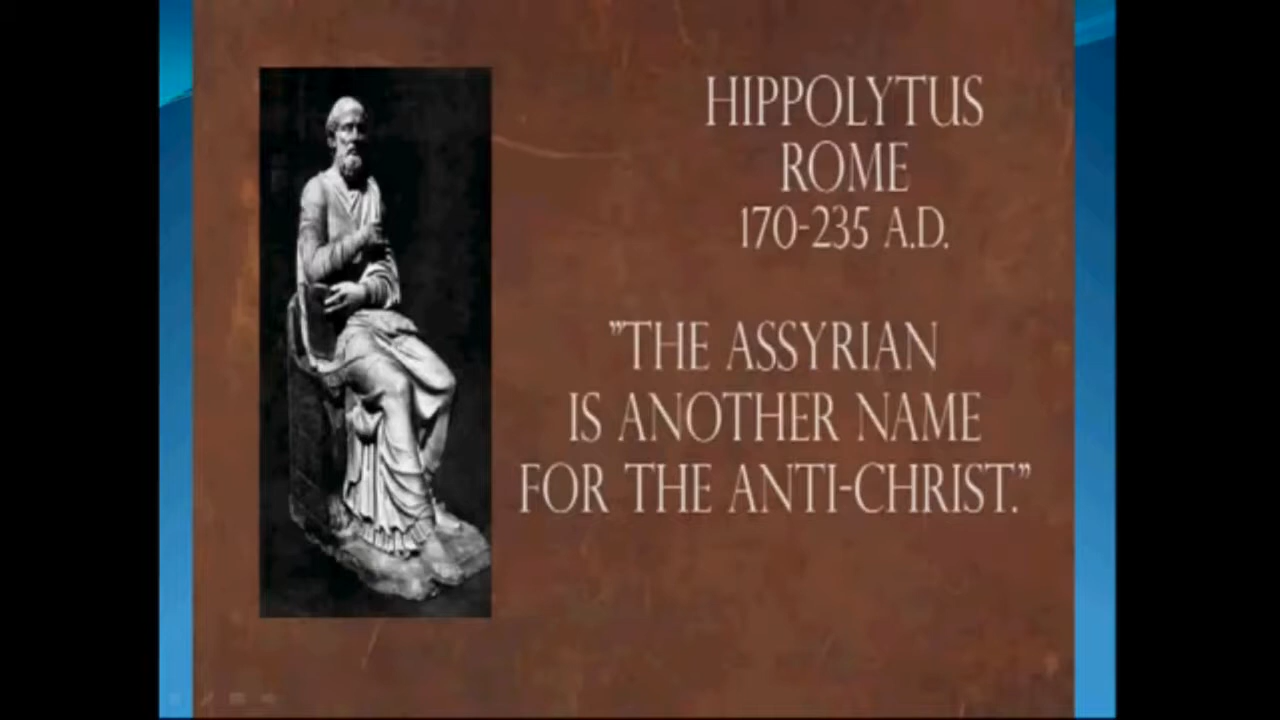 HIPPOLYTUS
ROME
170-235 A.D.
"THE ASSYRIAN
IS ANOTHER NAME
FOR THE ANTI-CHRIST."